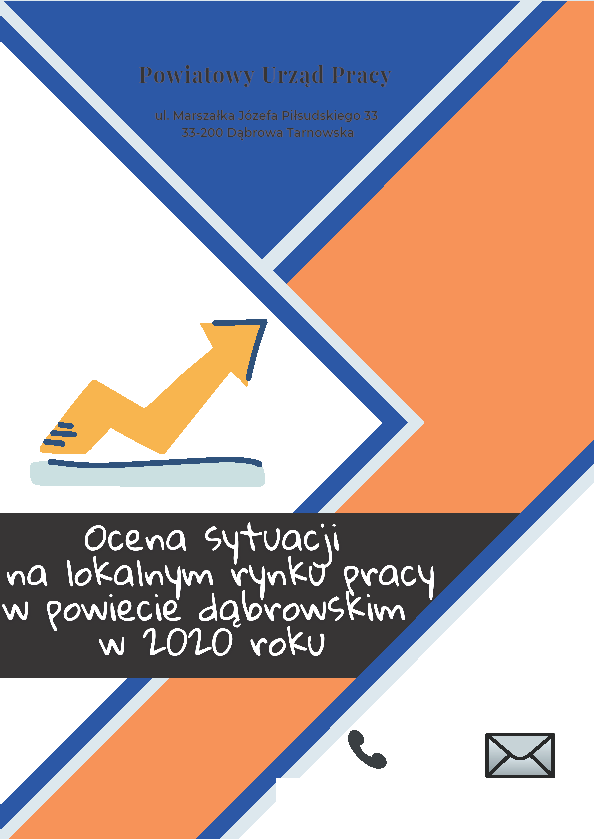 Powiatowy Urząd Pracy
ul. Marszałka Józefa Piłsudskiego 33
33-200 Dąbrowa Tarnowska
Ocena sytuacji
na lokalnym rynku pracy
w powiecie dąbrowskim
w 2020 roku